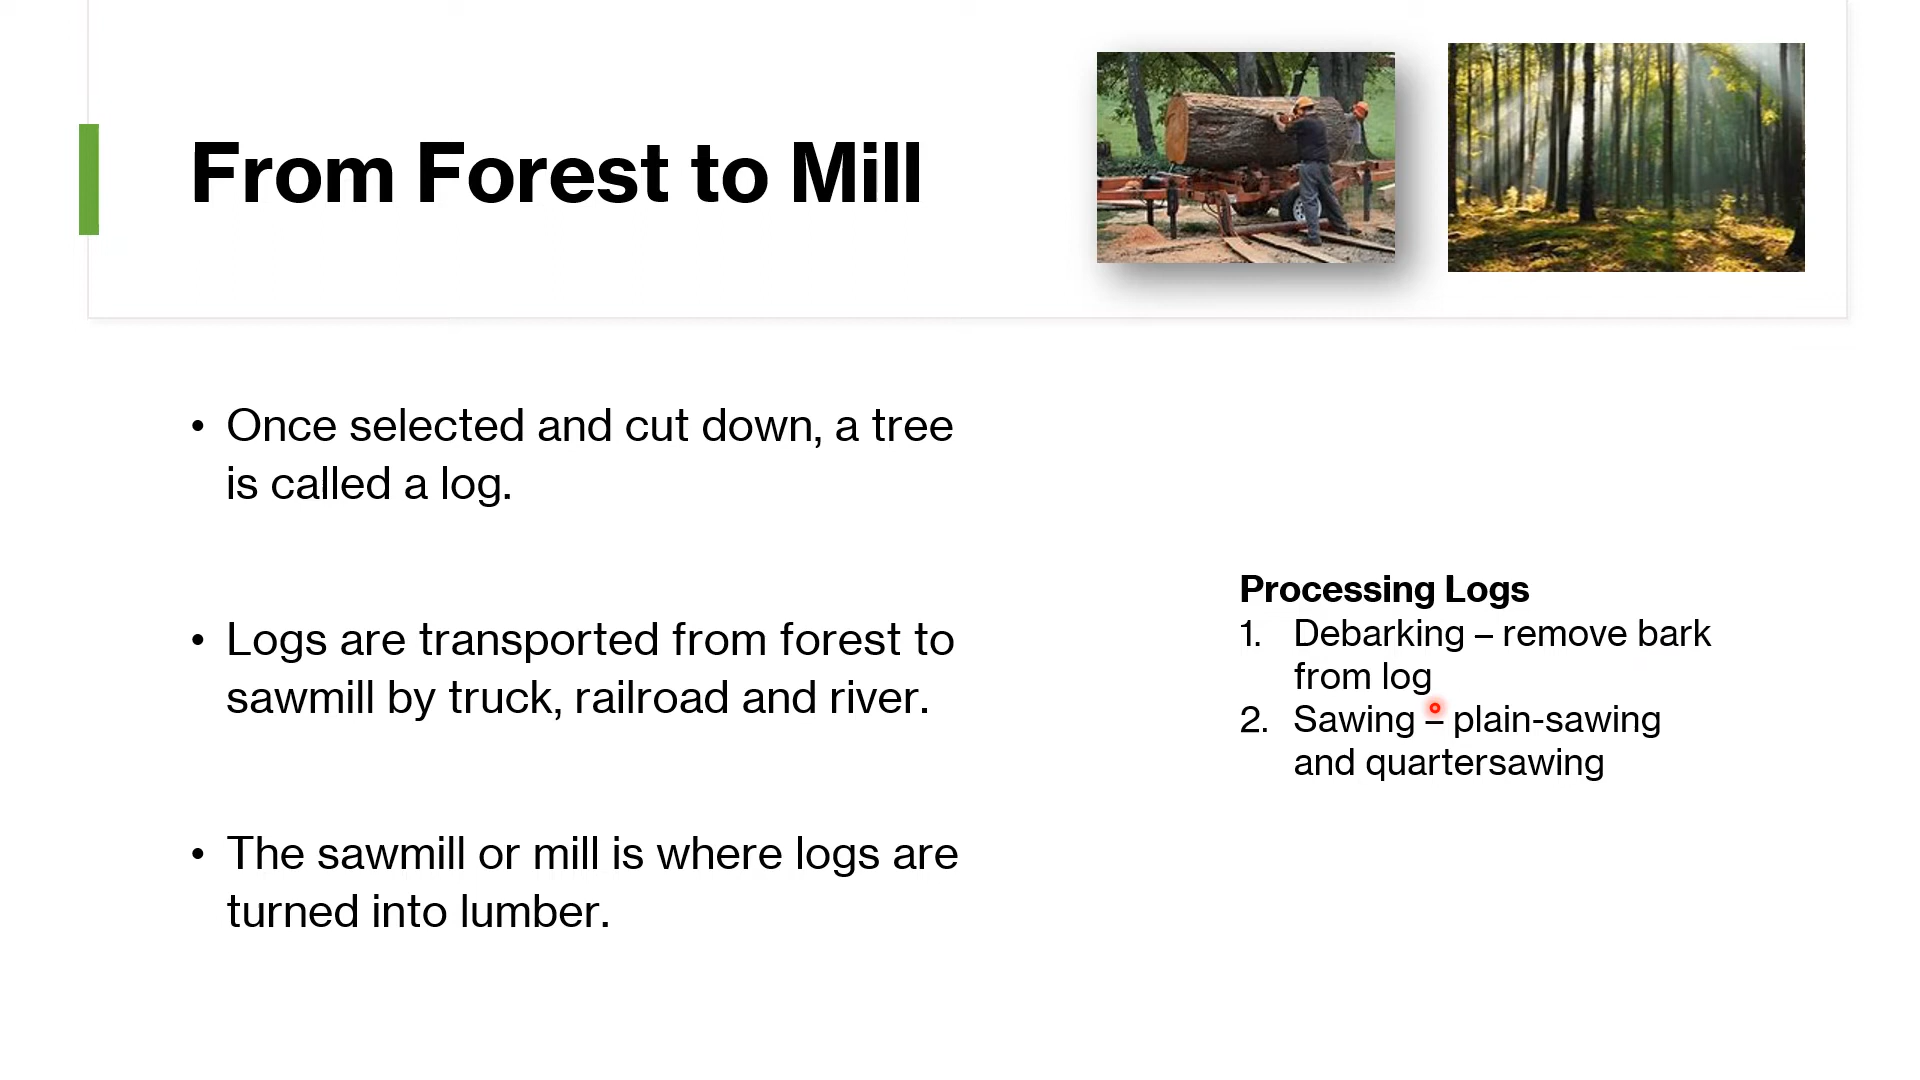 From Forest to Mill
• Once selected and cut down, a tree
is called a log.
• Logs are transported from forest to
sawmill by truck, railroad and river.
• The sawmill or mill is where logs are
turned into lumber.
Processing Logs
1. Debarking – remove bark
from log
2. Sawing – plain-sawing
and quartersawing